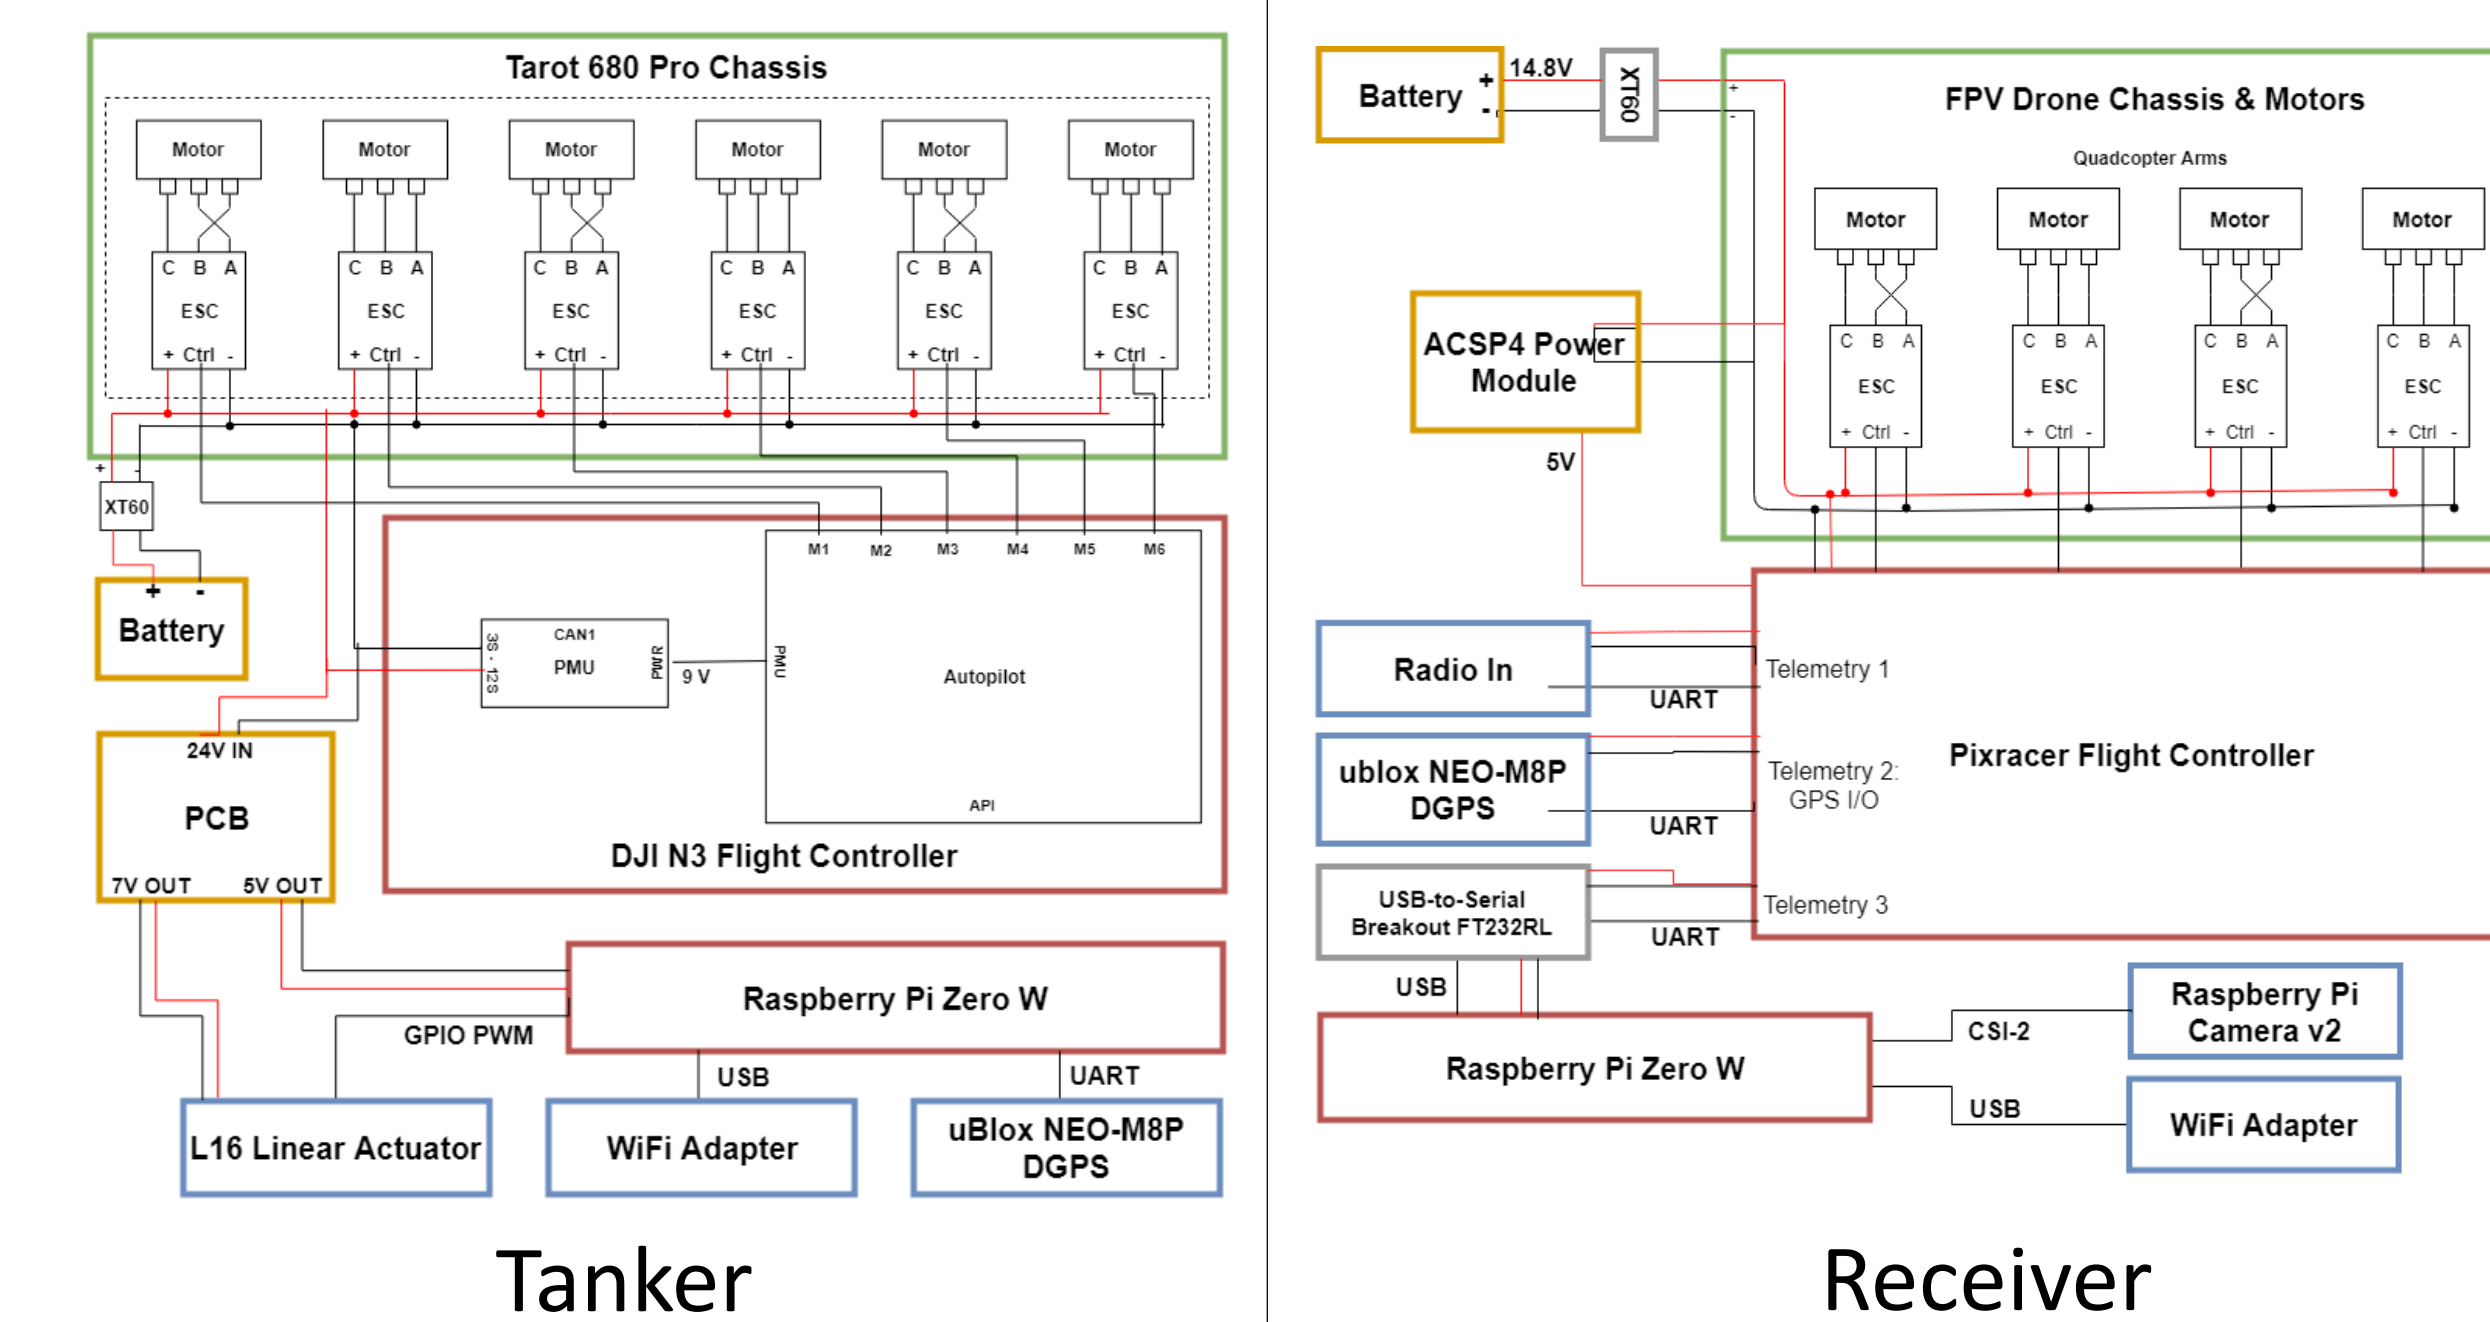 Tarot 680 Pro Chassis
Motor Motor Motor Motor Motor Motor
C B A C B A C B A C B A C B A C B A
ESC ESC ESC ESC ESC ESC
+ Ctrl - + Ctrl - + Ctrl - + Ctrl - + Ctrl - + Ctrl -
+ -
XT60
+ -
Battery
M1 M2 M3 M4 M5 M6
3S - 12S
CAN1
PMU
PWR
9 V
PMU
Autopilot
API
DJI N3 Flight Controller
24V IN
PCB
7V OUT 5V OUT
Raspberry Pi Zero W
GPIO PWM
USB
UART
L16 Linear Actuator
WiFi Adapter
uBlox NEO-M8P
DGPS
Tanker
Battery
+
-
14.8V
XT60
+
-
FPV Drone Chassis & Motors
Quadcopter Arms
Motor Motor Motor Motor
C B A C B A C B A C B A
ESC ESC ESC ESC
+ Ctrl - + Ctrl - + Ctrl - + Ctrl -
ACSP4 Power
Module
5V
Radio In
UART
Telemetry 1
ublox NEO-M8P
DGPS
UART
Telemetry 2:
GPS I/O
Pixracer Flight Controller
USB-to-Serial
Breakout FT232RL
UART
Telemetry 3
USB
Raspberry Pi Zero W
CSI-2
Raspberry Pi
Camera v2
USB
WiFi Adapter
Receiver